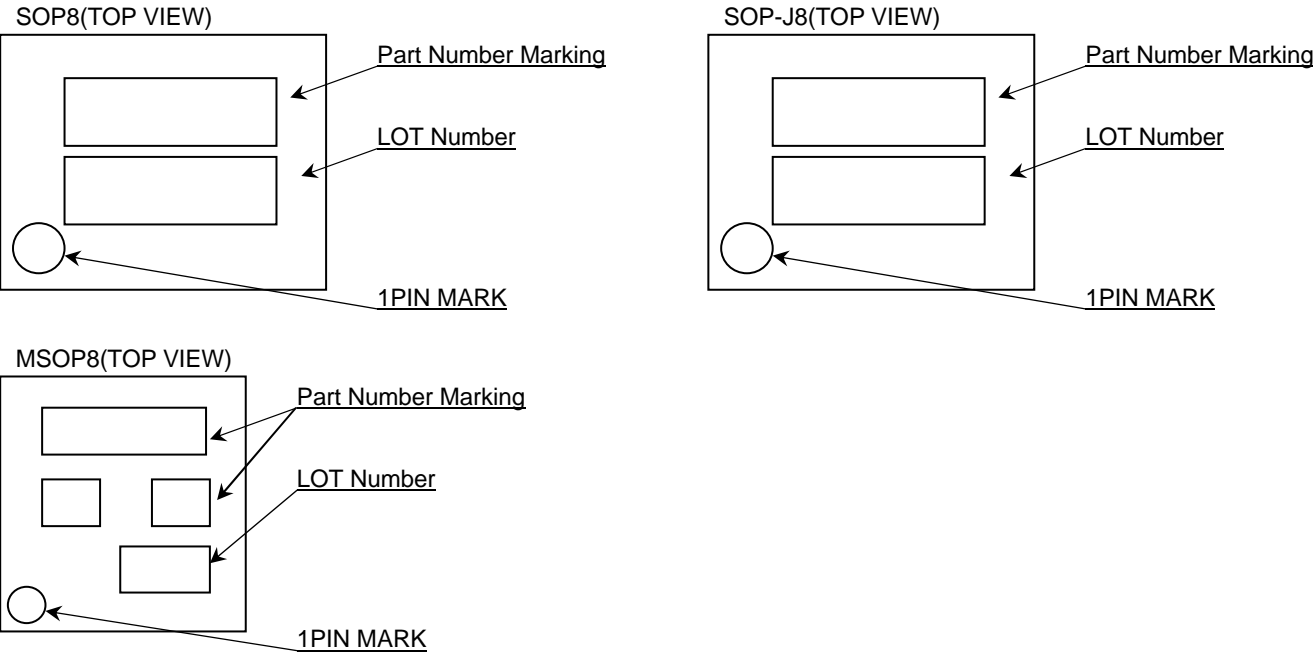 SOP8(TOP VIEW)
Part Number Marking
LOT Number
1PIN MARK
SOP-J8(TOP VIEW)
Part Number Marking
LOT Number
1PIN MARK
MSOP8(TOP VIEW)
Part Number Marking
LOT Number
1PIN MARK